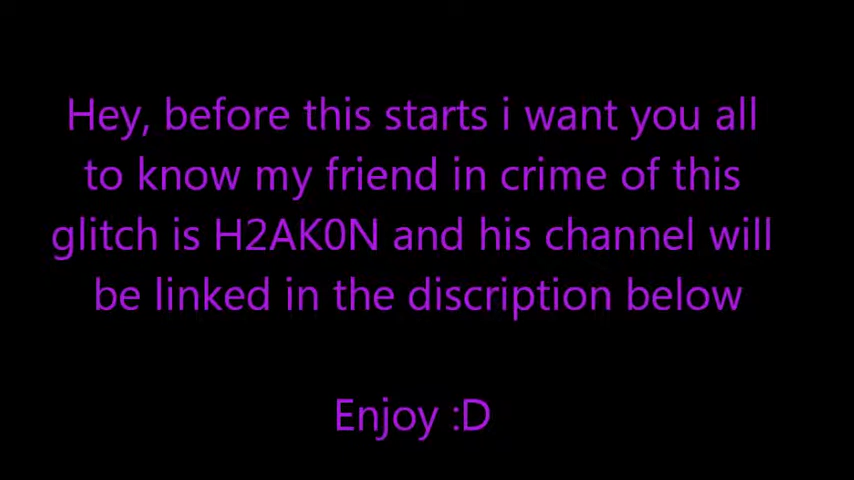 Hey, before this starts i want you all
to know my friend in crime of this
glitch is H2AK0N and his channel will
be linked in the discription below
Enjoy :D